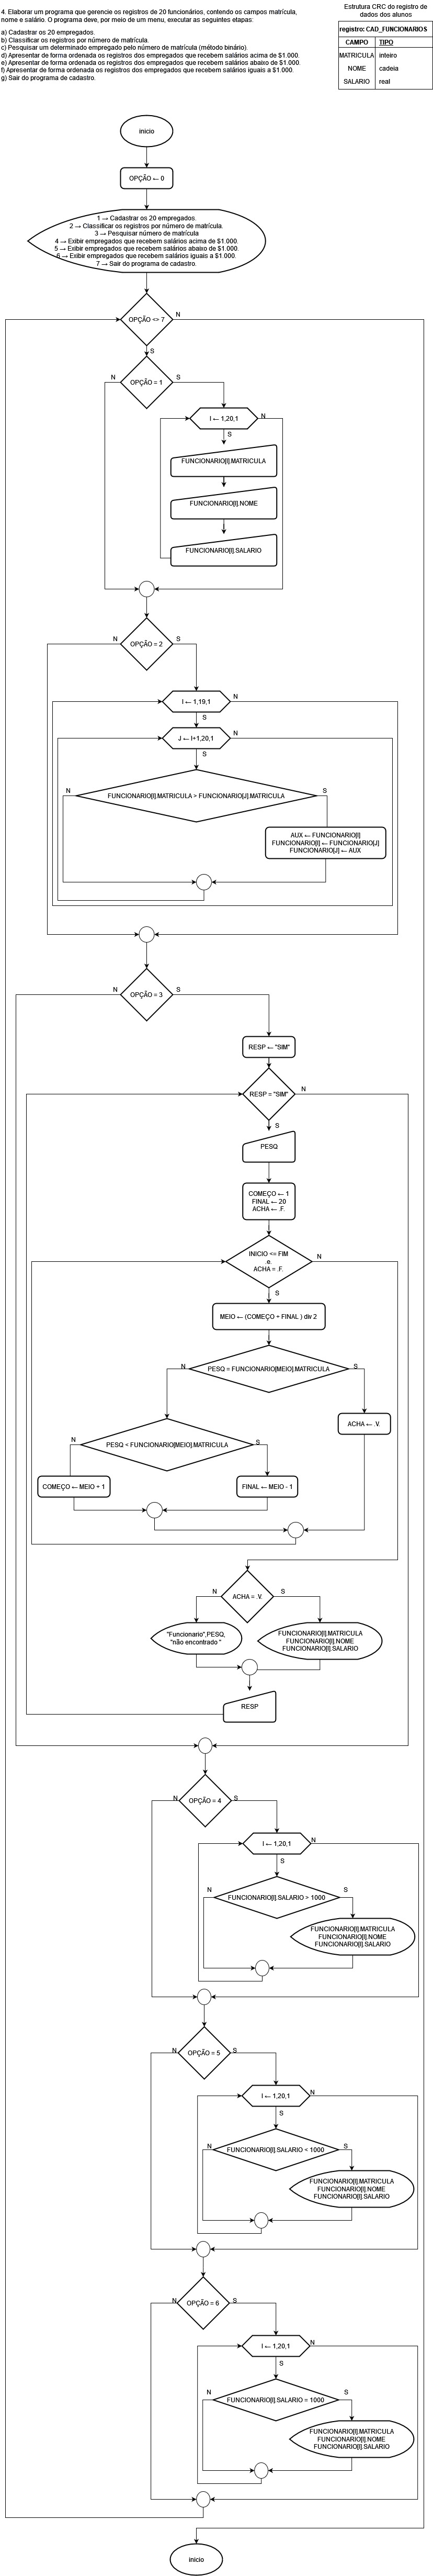 4. Elaborar um programa que gerencie os registros de 20 funcionários, contendo os campos matrícula,
nome e salário. O programa deve, por meio de um menu, executar as seguintes etapas:
a) Cadastrar os 20 empregados.
b) Classificar os registros por número de matrícula.
c) Pesquisar um determinado empregado pelo número de matrícula (método binário).
d) Apresentar de forma ordenada os registros dos empregados que recebem salários acima de $1.000.
e) Apresentar de forma ordenada os registros dos empregados que recebem salários abaixo de $1.000.
f) Apresentar de forma ordenada os registros dos empregados que recebem salários iguais a $1.000.
g) Sair do programa de cadastro.
Estrutura CRC do registro de
dados dos alunos
registro: CAD_FUNCIONARIOS
CAMPO TIPO
MATRICULA inteiro
NOME cadeia
SALARIO real
inicio
OPÇÃO ← 0
1 → Cadastrar os 20 empregados.
2 → Classificar os registros por número de matrícula.
3 → Pesquisar número de matrícula
4 → Exibir empregados que recebem salários acima de $1.000.
5 → Exibir empregados que recebem salários abaixo de $1.000.
6 → Exibir empregados que recebem salários iguais a $1.000.
7 → Sair do programa de cadastro.
OPÇÃO <> 7
N
S
OPÇÃO = 1
N
S
I ← 1,20,1
N
S
FUNCIONARIO[I].MATRICULA
FUNCIONARIO[I].NOME
FUNCIONARIO[I].SALARIO
OPÇÃO = 2
N
S
I ← 1,19,1
N
S
J ← I+1,20,1
N
S
FUNCIONARIO[I].MATRICULA > FUNCIONARIO[J].MATRICULA
N
S
AUX ← FUNCIONARIO[I]
FUNCIONARIO[I] ← FUNCIONARIO[J]
FUNCIONARIO[J] ← AUX
OPÇÃO = 3
N
S
RESP ← "SIM"
RESP = "SIM"
N
S
PESQ
COMEÇO ← 1
FINAL ← 20
ACHA ← .F.
INICIO <= FIM
.e.
ACHA = .F.
N
S
MEIO ← (COMEÇO + FINAL ) div 2
PESQ = FUNCIONARIO[MEIO].MATRICULA
N
S
ACHA ← .V.
PESQ < FUNCIONARIO[MEIO].MATRICULA
N
S
COMEÇO ← MEIO + 1
FINAL ← MEIO - 1
ACHA = .V.
N
S
"Funcionario",PESQ,
"não encontrado "
FUNCIONARIO[I].MATRICULA
FUNCIONARIO[I].NOME
FUNCIONARIO[I].SALARIO
RESP
OPÇÃO = 4
N
S
I ← 1,20,1
N
S
FUNCIONARIO[I].SALARIO > 1000
N
S
FUNCIONARIO[I].MATRICULA
FUNCIONARIO[I].NOME
FUNCIONARIO[I].SALARIO
OPÇÃO = 5
N
S
I ← 1,20,1
N
S
FUNCIONARIO[I].SALARIO < 1000
N
S
FUNCIONARIO[I].MATRICULA
FUNCIONARIO[I].NOME
FUNCIONARIO[I].SALARIO
OPÇÃO = 6
N
S
I ← 1,20,1
N
S
FUNCIONARIO[I].SALARIO = 1000
N
S
FUNCIONARIO[I].MATRICULA
FUNCIONARIO[I].NOME
FUNCIONARIO[I].SALARIO
inicio